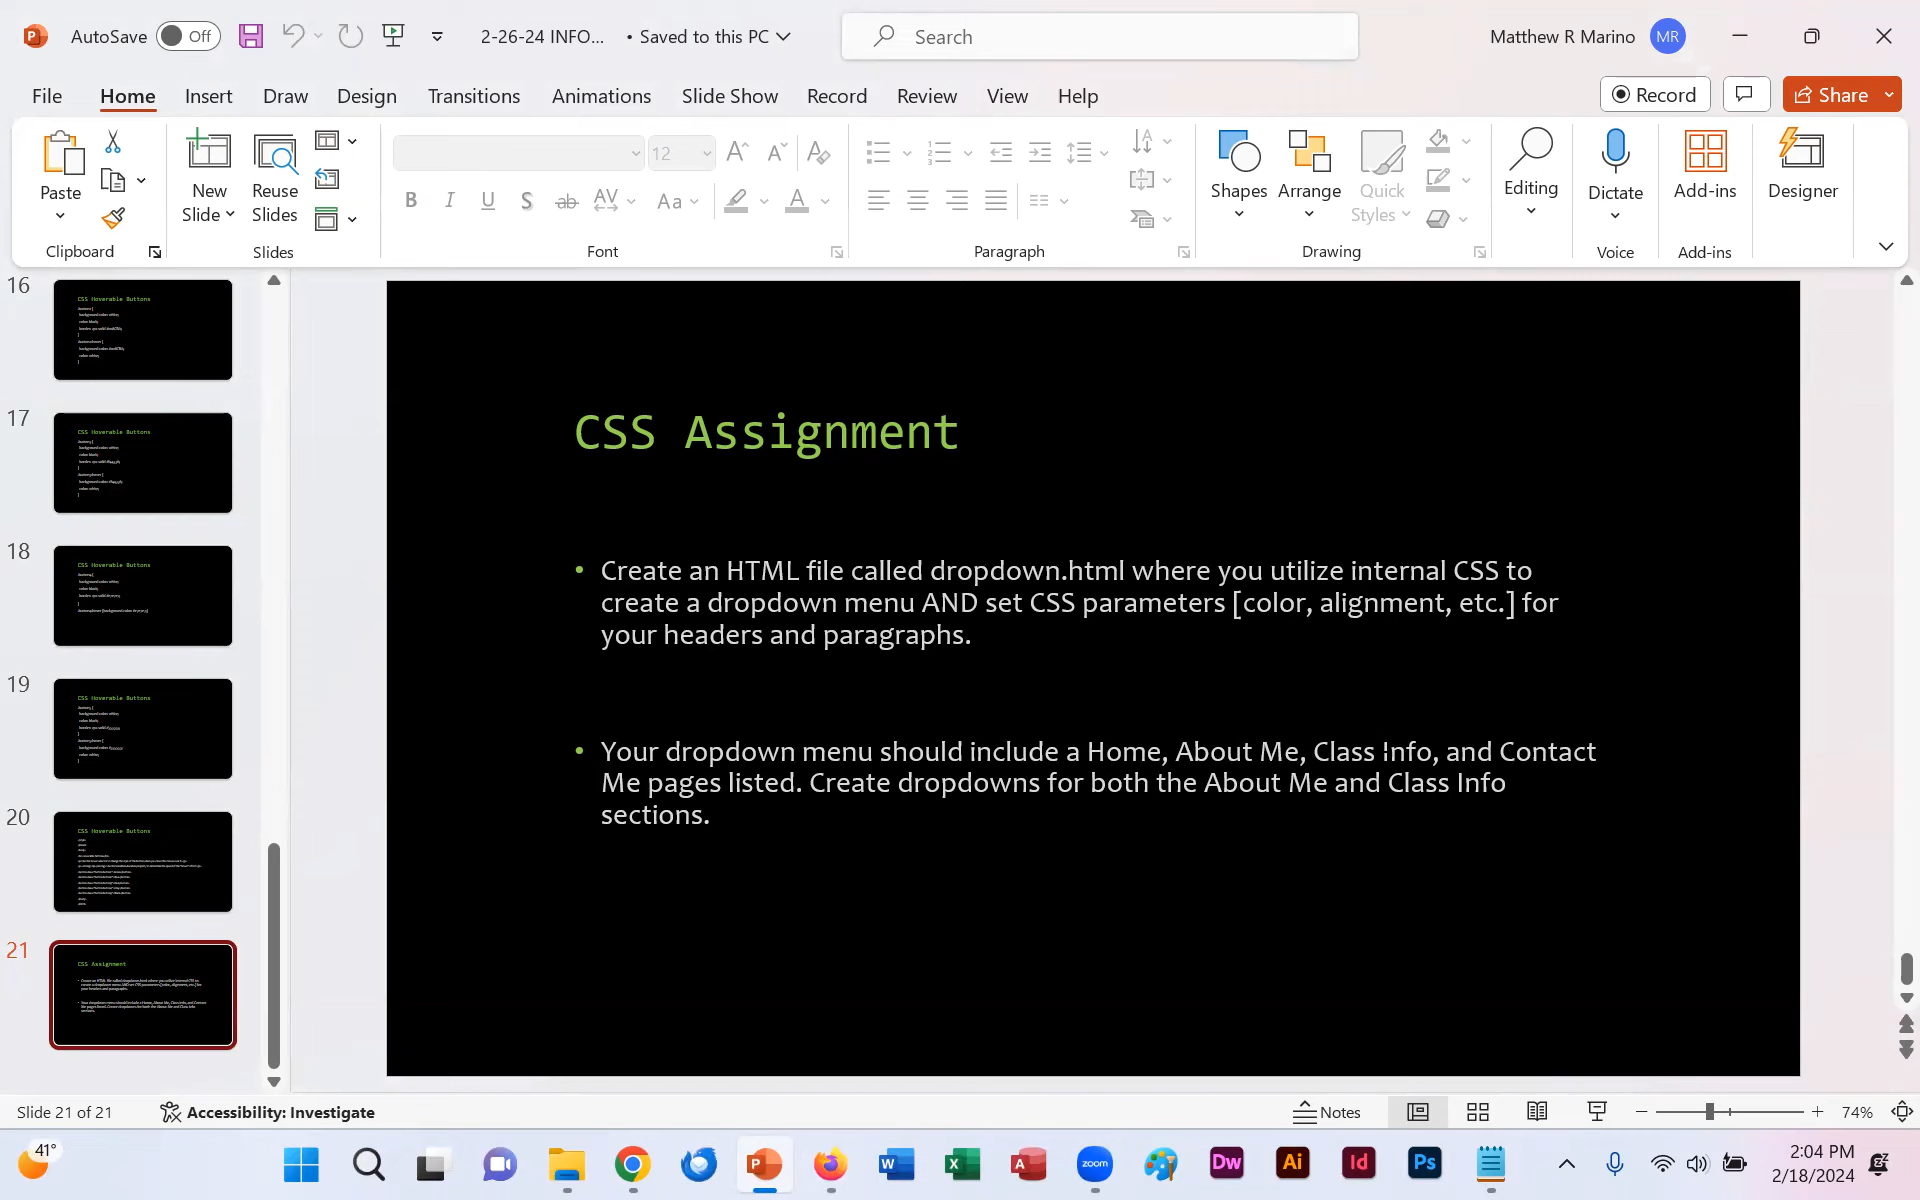 AutoSave Off 2-26-24 INFO... • Saved to this PC Search Matthew R Marino MR
File Home Insert Draw Design Transitions Animations Slide Show Record Review View Help Record Share
Paste New Slide Reuse Slides 12 Shapes Arrange Quick Styles Editing Dictate Add-ins Designer
Clipboard Slides Font Paragraph Drawing Voice Add-ins
16
CSS Hoverable Buttons
17
CSS Hoverable Buttons
18
CSS Hoverable Buttons
19
CSS Hoverable Buttons
20
CSS Hoverable Buttons
21
CSS Assignment
CSS Assignment
• Create an HTML file called dropdown.html where you utilize internal CSS to
create a dropdown menu AND set CSS parameters [color, alignment, etc.] for
your headers and paragraphs.
• Your dropdown menu should include a Home, About Me, Class Info, and Contact
Me pages listed. Create dropdowns for both the About Me and Class Info
sections.
Slide 21 of 21 Accessibility: Investigate Notes 74%
41° zoom Dw Ai Id Ps 2:04 PM
2/18/2024